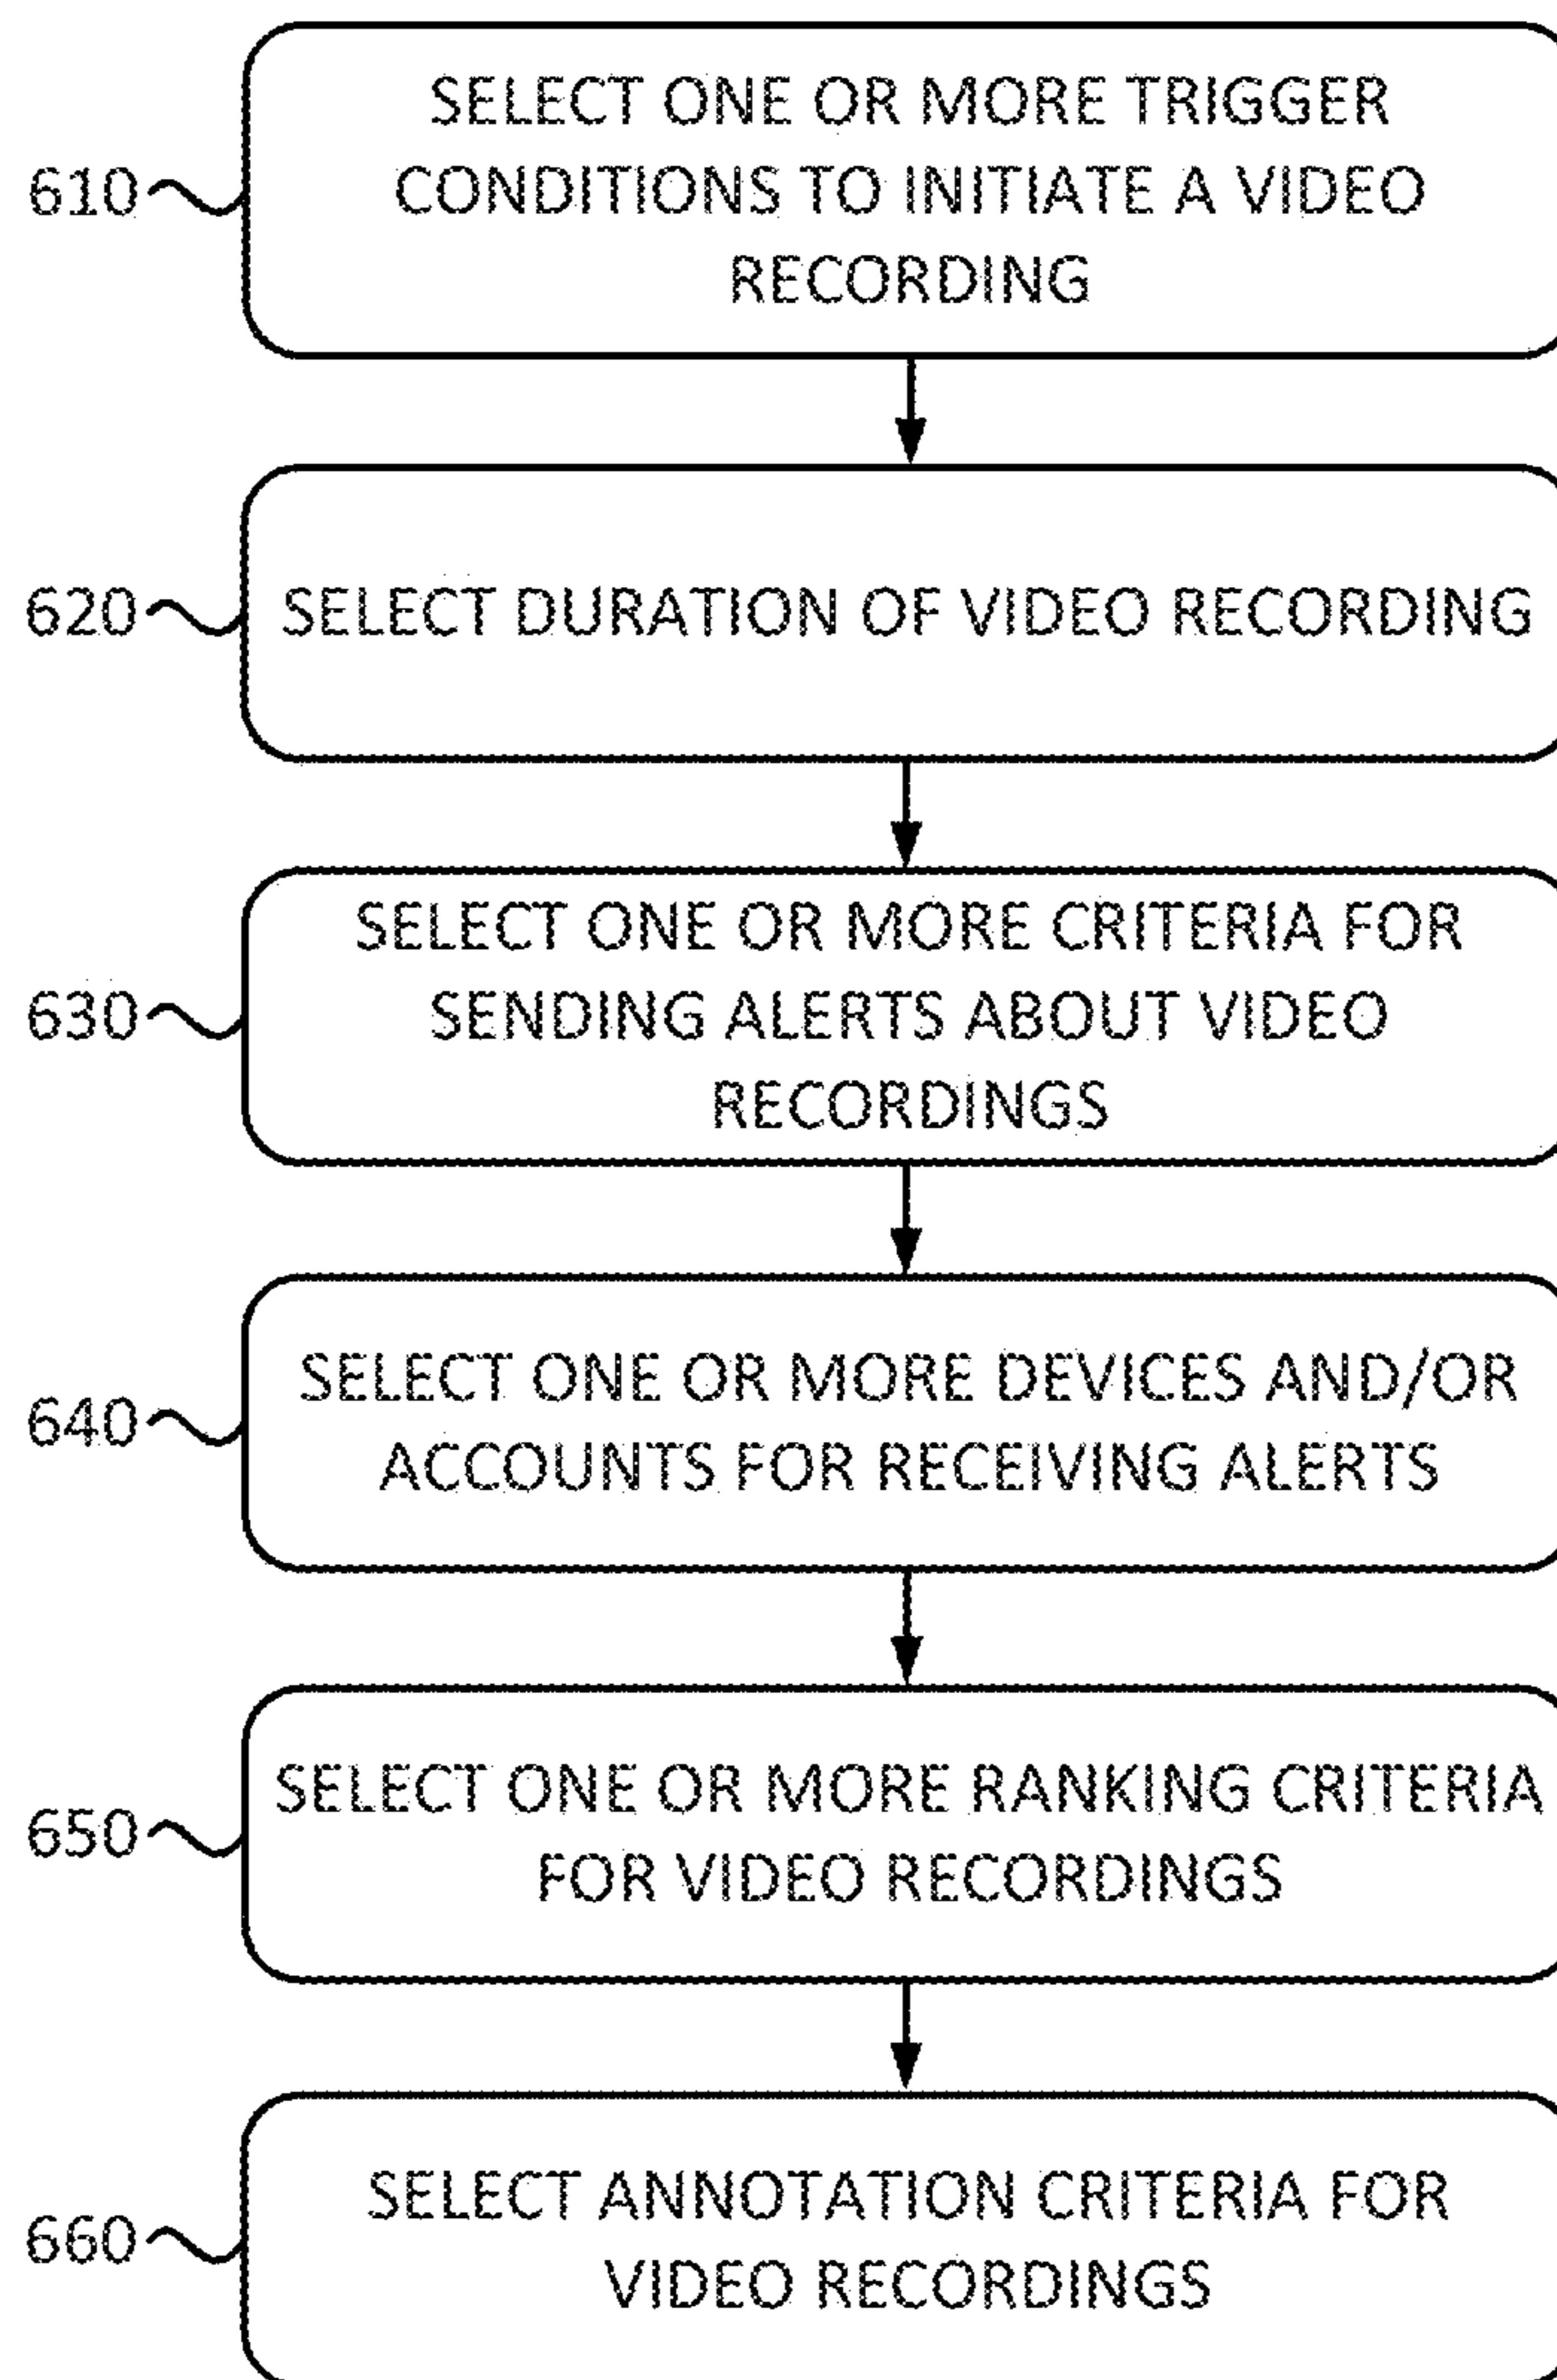 SELECT ONE OR MORE TRIGGER
610 CONDITIONS TO INITIATE A VIDEO
RECORDING
620 SELECT DURATION OF VIDEO RECORDING
SELECT ONE OR MORE CRITERIA FOR
630 SENDING ALERTS ABOUT VIDEO
RECORDINGS
SELECT ONE OR MORE DEVICES AND/OR
640
ACCOUNTS FOR RECEIVING ALERTS
SELECT ONE OR MORE RANKING CRITERIA
650
FOR VIDEO RECORDINGS
SELECT ANNOTATION CRITERIA FOR
660
VIDEO RECORDINGS